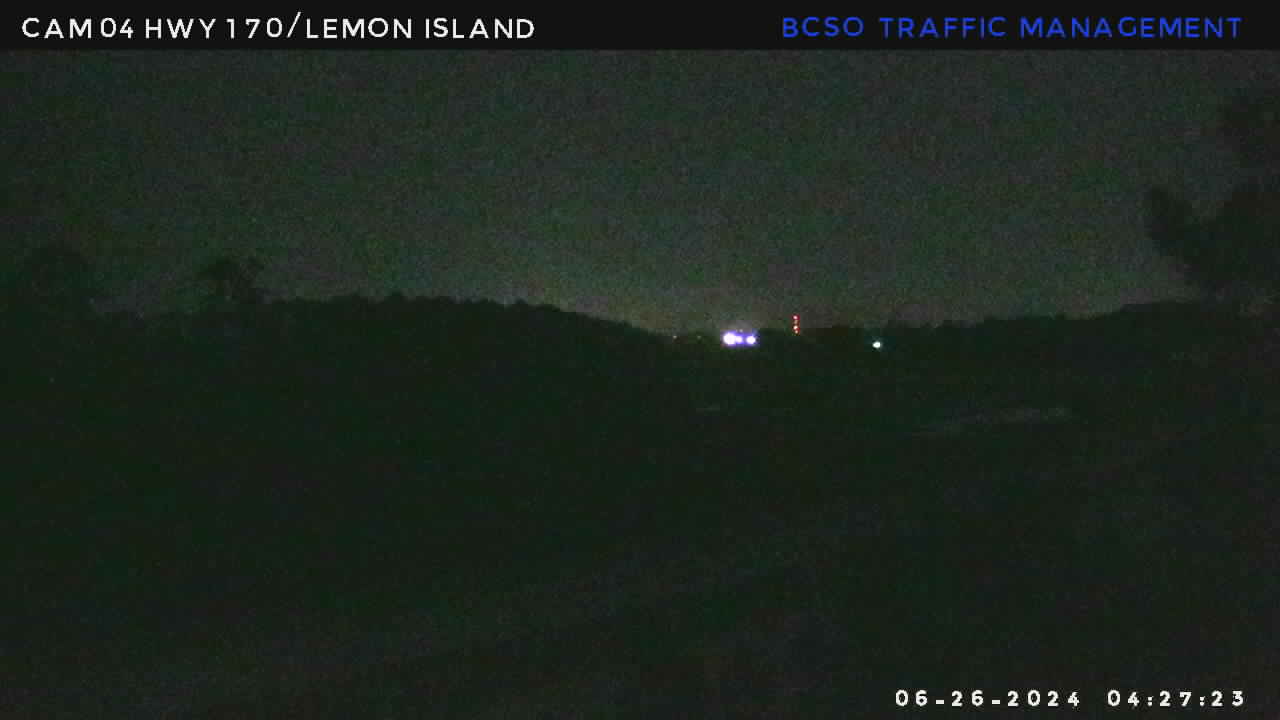 CAM04 HWY 170/LEMON ISLAND
BCSO TRAFFIC MANAGEMENT
06-26-2024 04:27:23